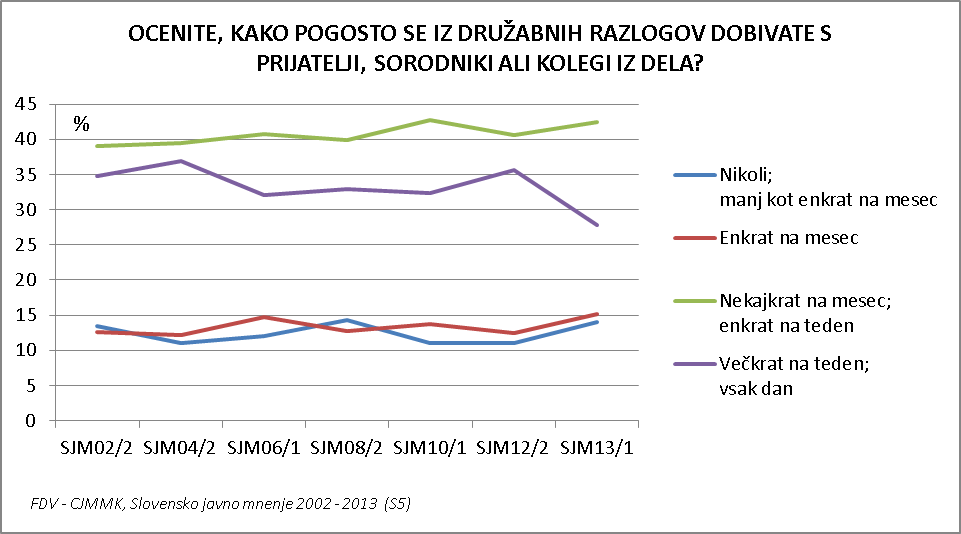 OCENITE, KAKO POGOSTO SE IZ DRUŽABNIH RAZLOGOV DOBIVATE S
PRIJATELJI, SORODNIKI ALI KOLEGI IZ DELA?
%
45
40
35
30
25
20
15
10
5
0
SJM02/2 SJM04/2 SJM06/1 SJM08/2 SJM10/1 SJM12/2 SJM13/1
Nikoli;
manj kot enkrat na mesec
Enkrat na mesec
Nekajkrat na mesec;
enkrat na teden
Večkrat na teden;
vsak dan
FDV - CJMMK, Slovensko javno mnenje 2002 - 2013 (S5)